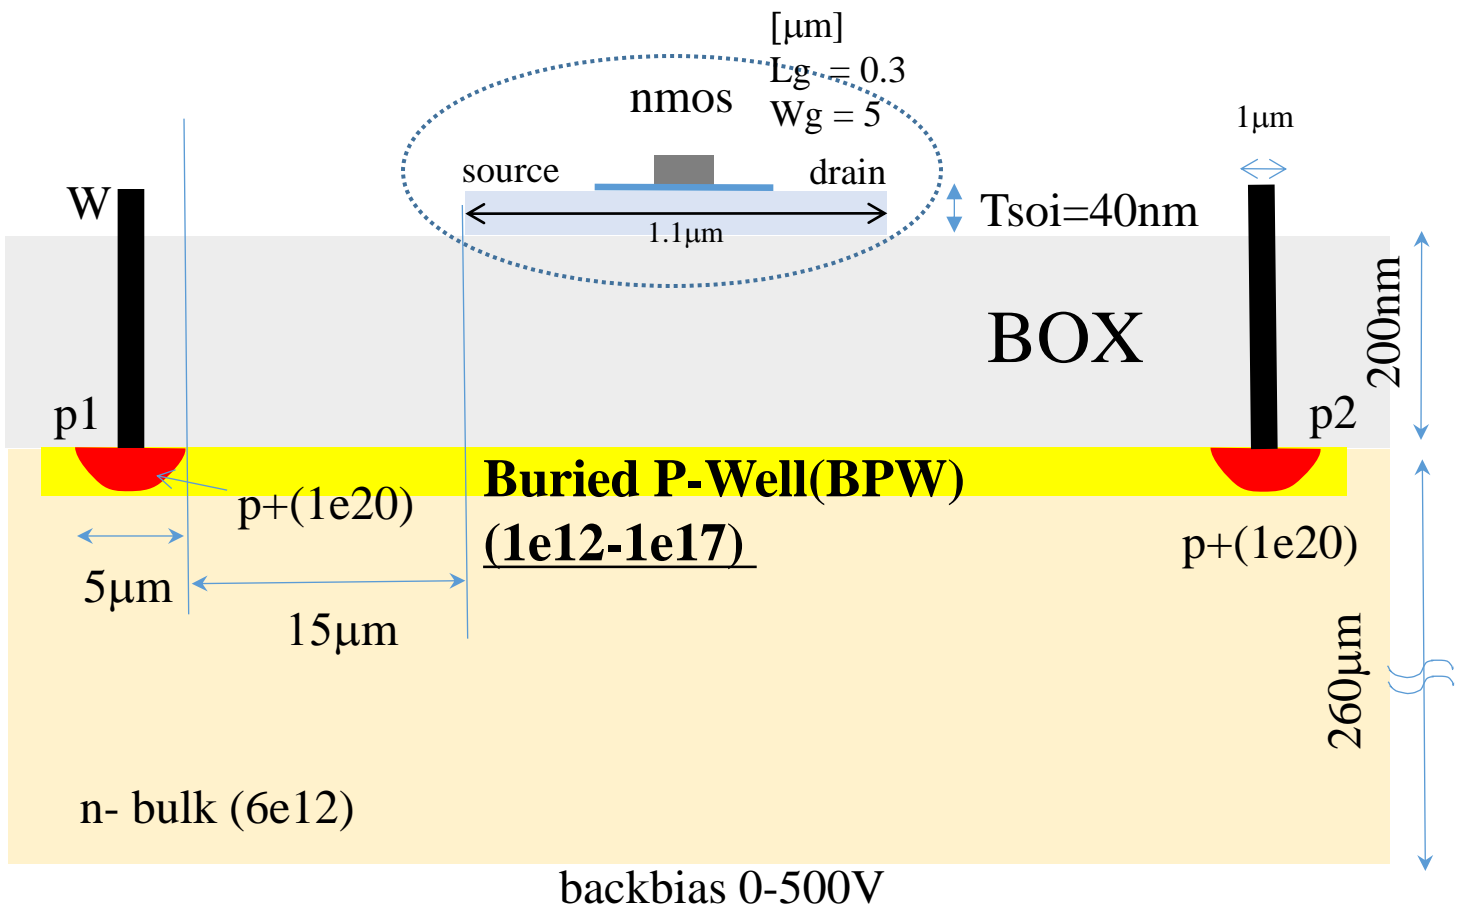 [μm]
Lg = 0.3
Wg = 5
nmos
1μm
source
drain
W
Tsoi=40nm
1.1μm
BOX
200nm
p1
p2
Buried P-Well(BPW)
(1e12-1e17)
p+(1e20)
p+(1e20)
5μm
15μm
260μm
n- bulk (6e12)
backbias 0-500V